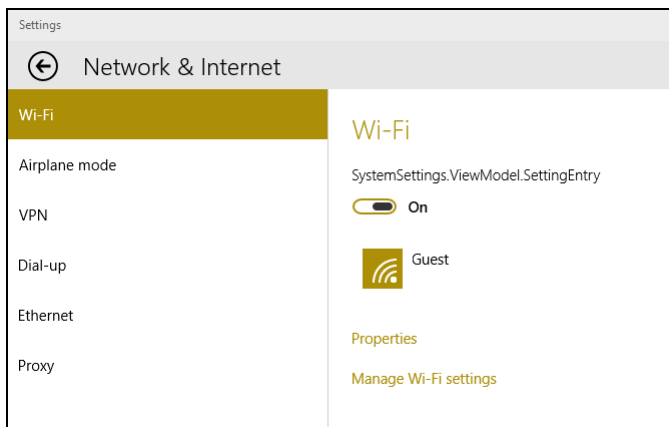 Settings
Network & Internet
Wi-Fi
Airplane mode
VPN
Dial-up
Ethernet
Proxy
Wi-Fi
SystemSettings.ViewModel.SettingEntry
On
Guest
Properties
Manage Wi-Fi settings